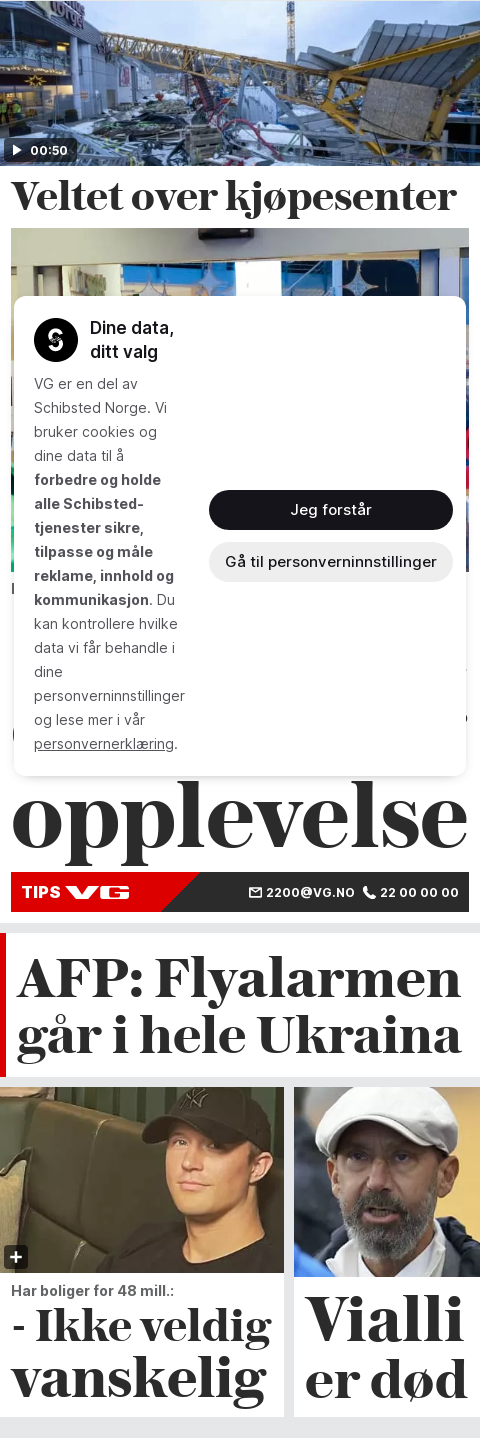 00:50
Veltet over kjøpesenter
Dine data,
ditt valg
VG er en del av
Schibsted Norge. Vi
bruker cookies og
dine data til å
forbedre og holde
alle Schibsted-
tjenester sikre,
tilpasse og måle
reklame, innhold og
kommunikasjon. Du
kan kontrollere hvilke
data vi får behandle i
dine
personverninnstillinger
og lese mer i vår
personvernerklæring.
Jeg forstår
Gå til personverninnstillinger
opplevelse
TIPS VG 2200@VG.NO 22 00 00 00
AFP: Flyalarmen
går i hele Ukraina
Har boliger for 48 mill.:
- Ikke veldig
vanskelig
Vialli
er død